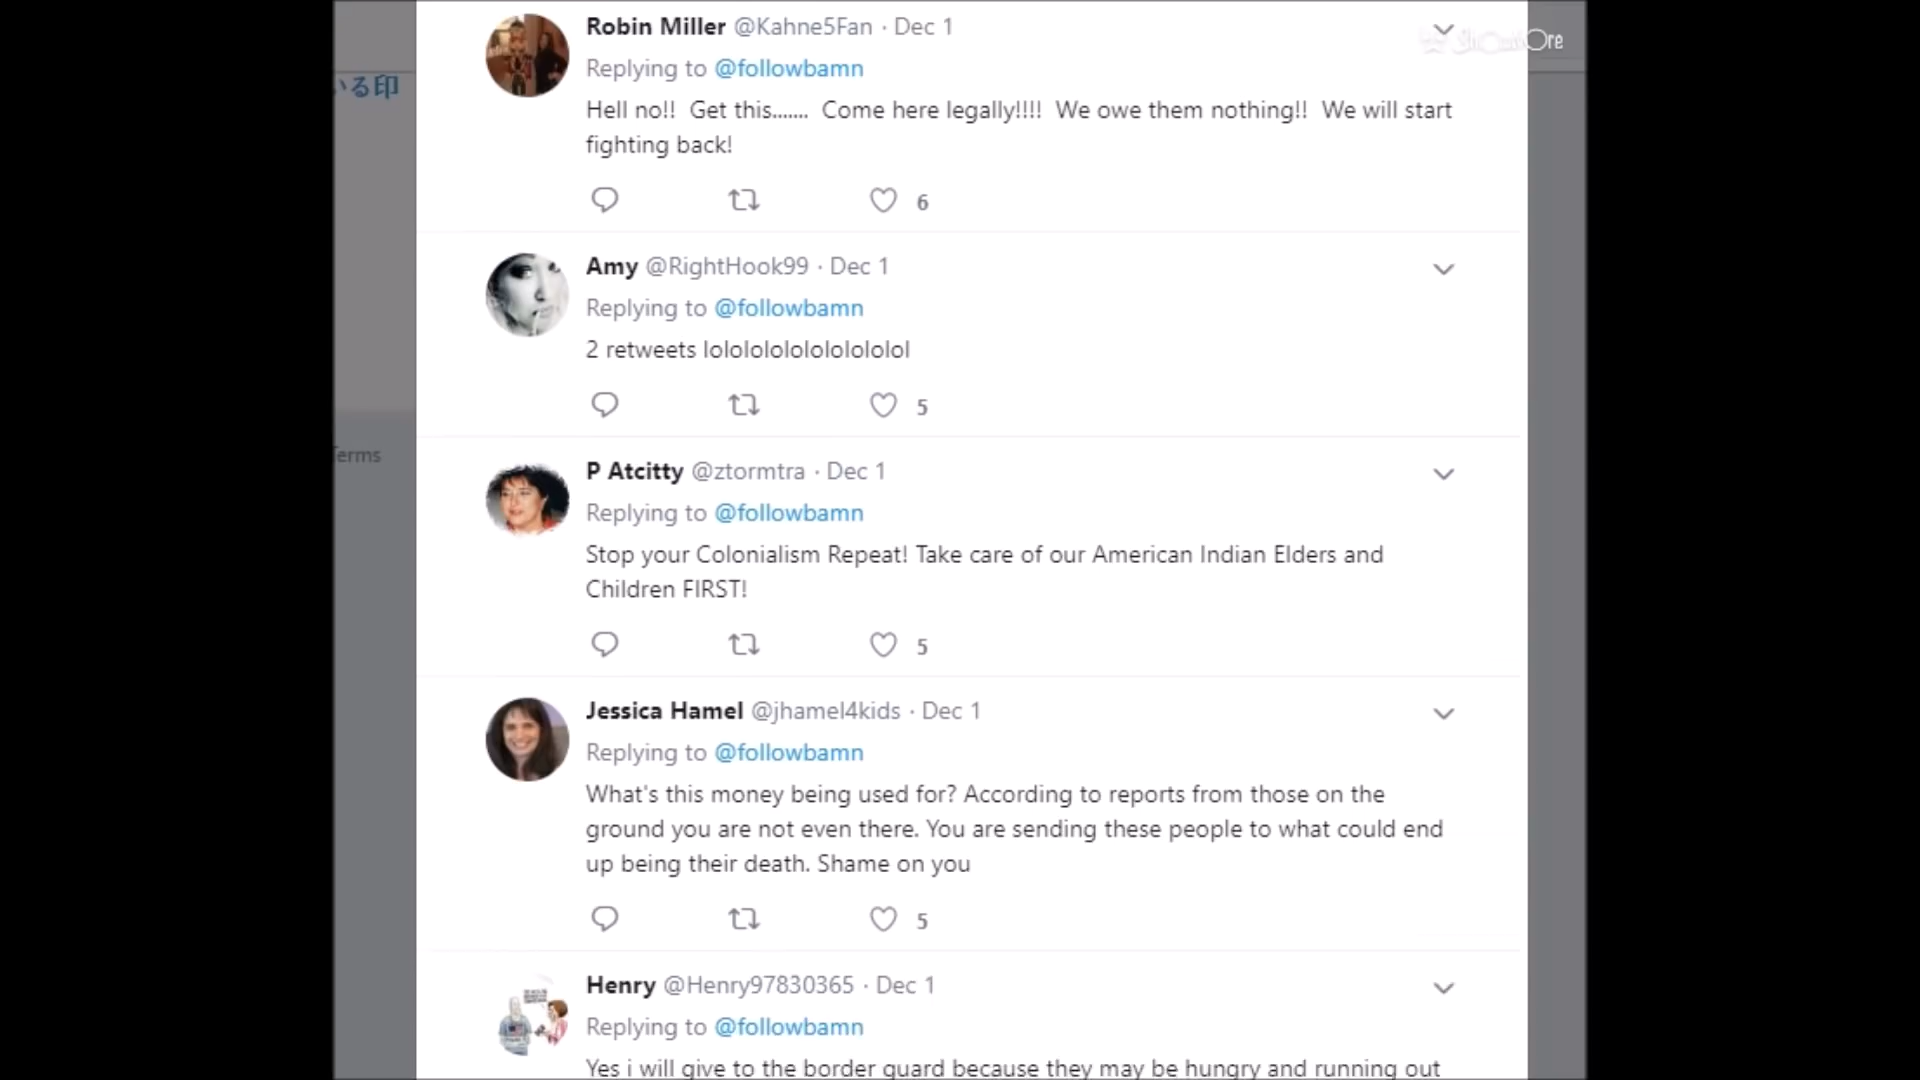 Robin Miller @Kahne5Fan · Dec 1
Replying to @followbamn
Hell no!!  Get this.......  Come here legally!!!!  We owe them nothing!!  We will start
fighting back!
6
いる印
Amy @RightHook99 · Dec 1
Replying to @followbamn
2 retweets lolololololololololol
5
Terms
P Atcitty @ztormtra · Dec 1
Replying to @followbamn
Stop your Colonialism Repeat! Take care of our American Indian Elders and
Children FIRST!
5
Jessica Hamel @jhamel4kids · Dec 1
Replying to @followbamn
What's this money being used for? According to reports from those on the
ground you are not even there. You are sending these people to what could end
up being their death. Shame on you
5
Henry @Henry97830365 · Dec 1
Replying to @followbamn
Yes i will give to the border guard because they may be hungry and running out